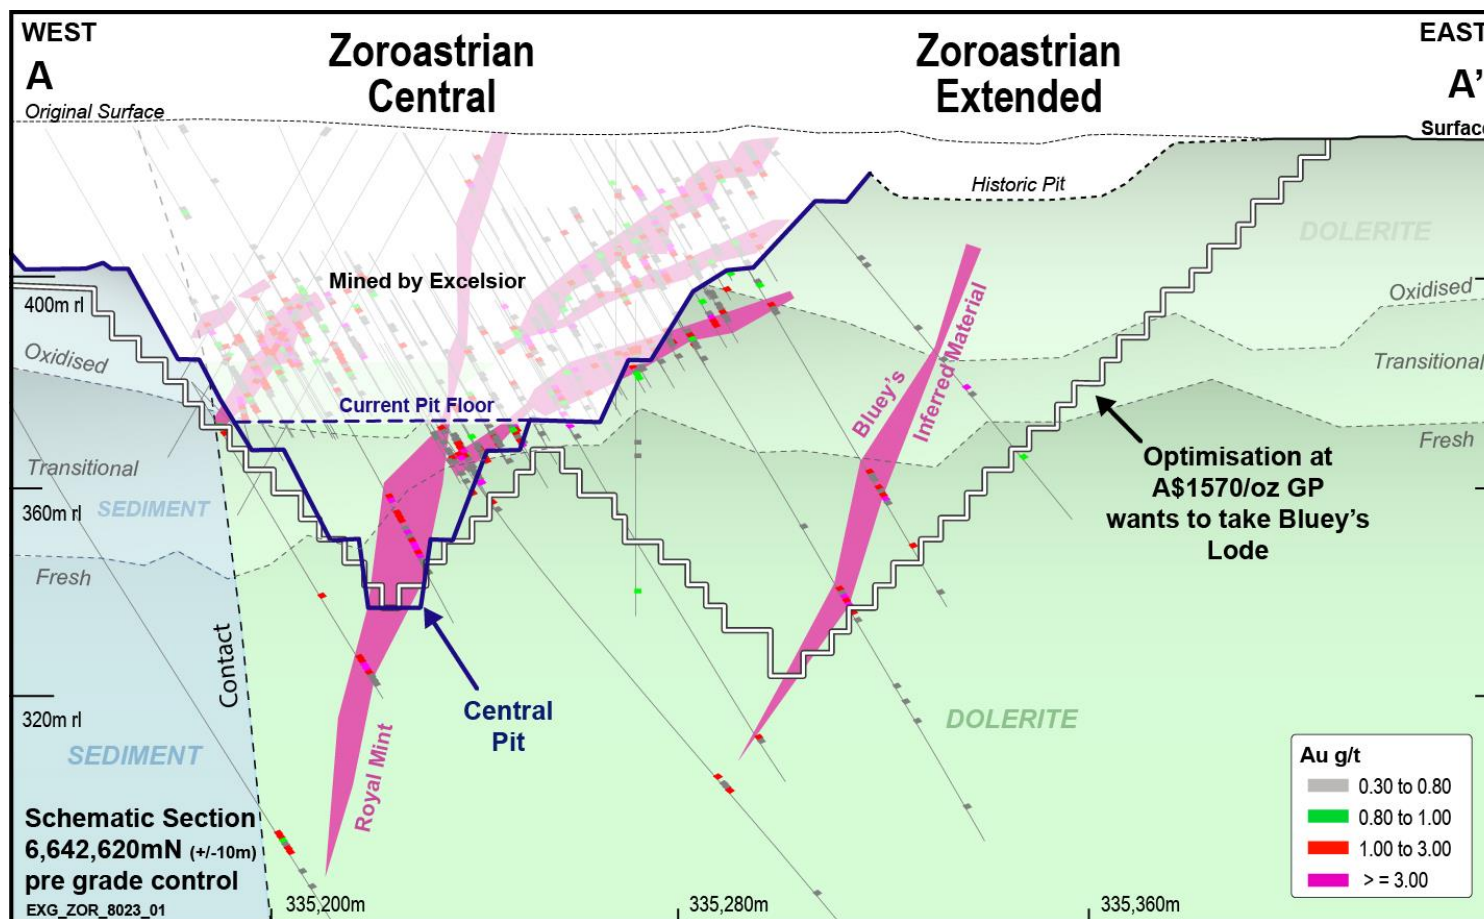 WEST
Zoroastrian
Central
Zoroastrian
Extended
EAST
A
A'
Original Surface
Surface
Historic Pit
DOLERITE
Mined by Excelsior
400m rl
Oxidised
Oxidised
Transitional
Current Pit Floor
Bluey's
Inferred Material
Fresh
Transitional
Optimisation at
A$1570/oz GP
wants to take Bluey's
Lode
360m rl
SEDIMENT
Fresh
Contact
Central
Pit
320m rl
DOLERITE
SEDIMENT
Royal Mint
Au g/t
0.30 to 0.80
0.80 to 1.00
1.00 to 3.00
> = 3.00
Schematic Section
6,642,620mN (+/-10m)
pre grade control
EXG_ZOR_8023_01
335,200m
335,280m
335,360m